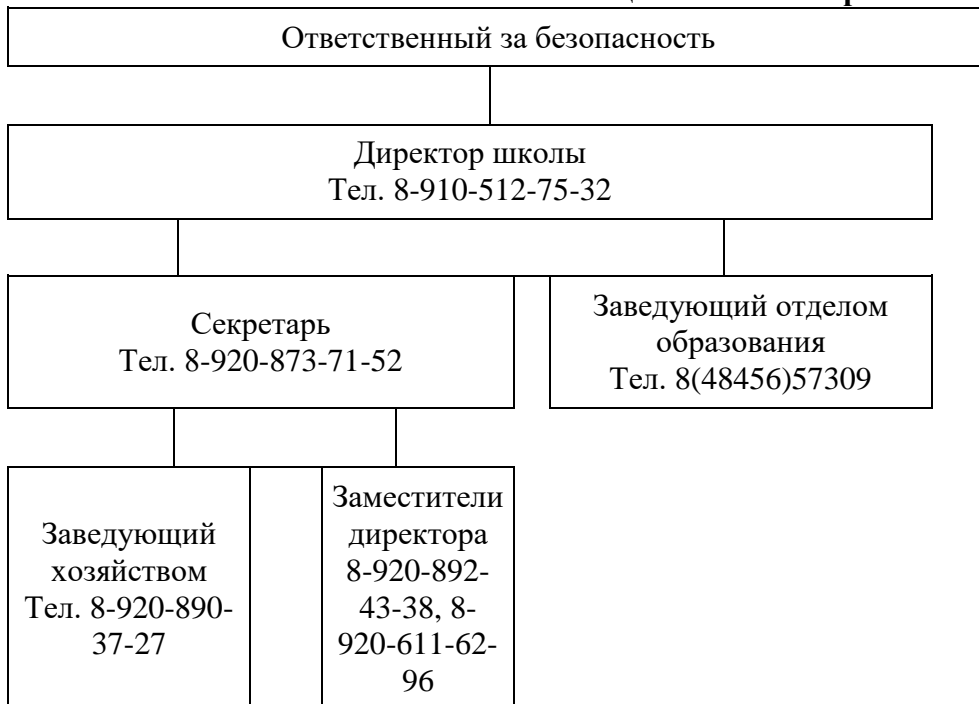 Ответственный за безопасность
Директор школы
Тел. 8-910-512-75-32
Секретарь
Тел. 8-920-873-71-52
Заведующий отделом
образования
Тел. 8(48456)57309
Заведующий
хозяйством
Тел. 8-920-890-
37-27
Заместители
директора
8-920-892-
43-38, 8-
920-611-62-
96